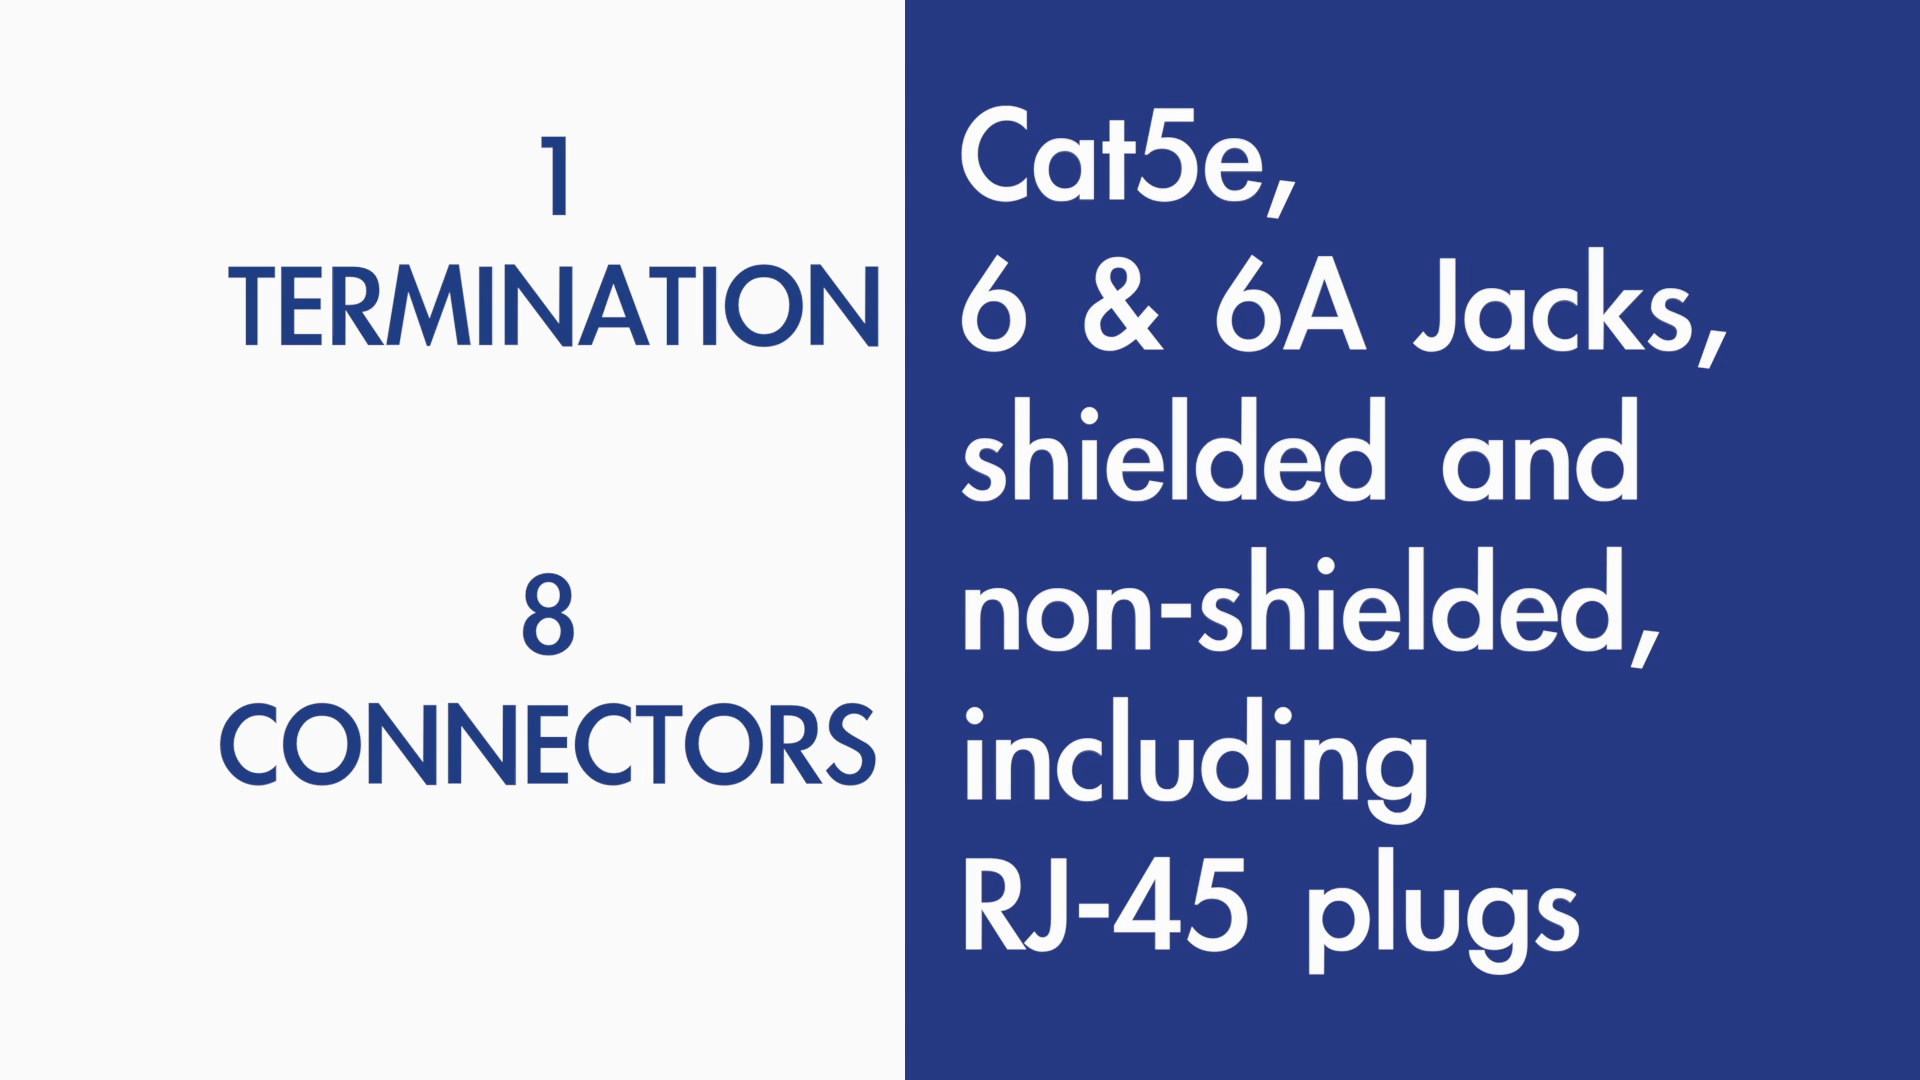 1
TERMINATION
8
CONNECTORS
Cat5e,
6 & 6A Jacks,
shielded and
non-shielded,
including
RJ-45 plugs